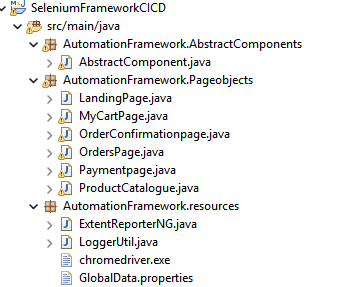 SeleniumFrameworkCICD
src/main/java
AutomationFramework.AbstractComponents
AbstractComponent.java
AutomationFramework.Pageobjects
LandingPage.java
MyCartPage.java
OrderConfirmationpage.java
OrdersPage.java
Paymentpage.java
ProductCatalogue.java
AutomationFramework.resources
ExtentReporterNG.java
LoggerUtil.java
chromedriver.exe
GlobalData.properties